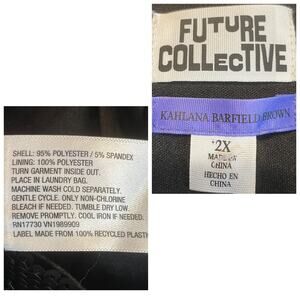 FUTURE
COLLECTIVE
KAHLANA BARFIELD BROWN
2X
MADE IN
CHINA
HECHO EN
CHINA
SHELL: 95% POLYESTER / 5% SPANDEX
LINING: 100% POLYESTER
TURN GARMENT INSIDE OUT.
PLACE IN LAUNDRY BAG.
MACHINE WASH COLD SEPARATELY.
GENTLE CYCLE. ONLY NON-CHLORINE
BLEACH IF NEEDED. TUMBLE DRY LOW.
REMOVE PROMPTLY. COOL IRON IF NEEDED.
RN17730 VN1989909
LABEL MADE FROM 100% RECYCLED PLASTI